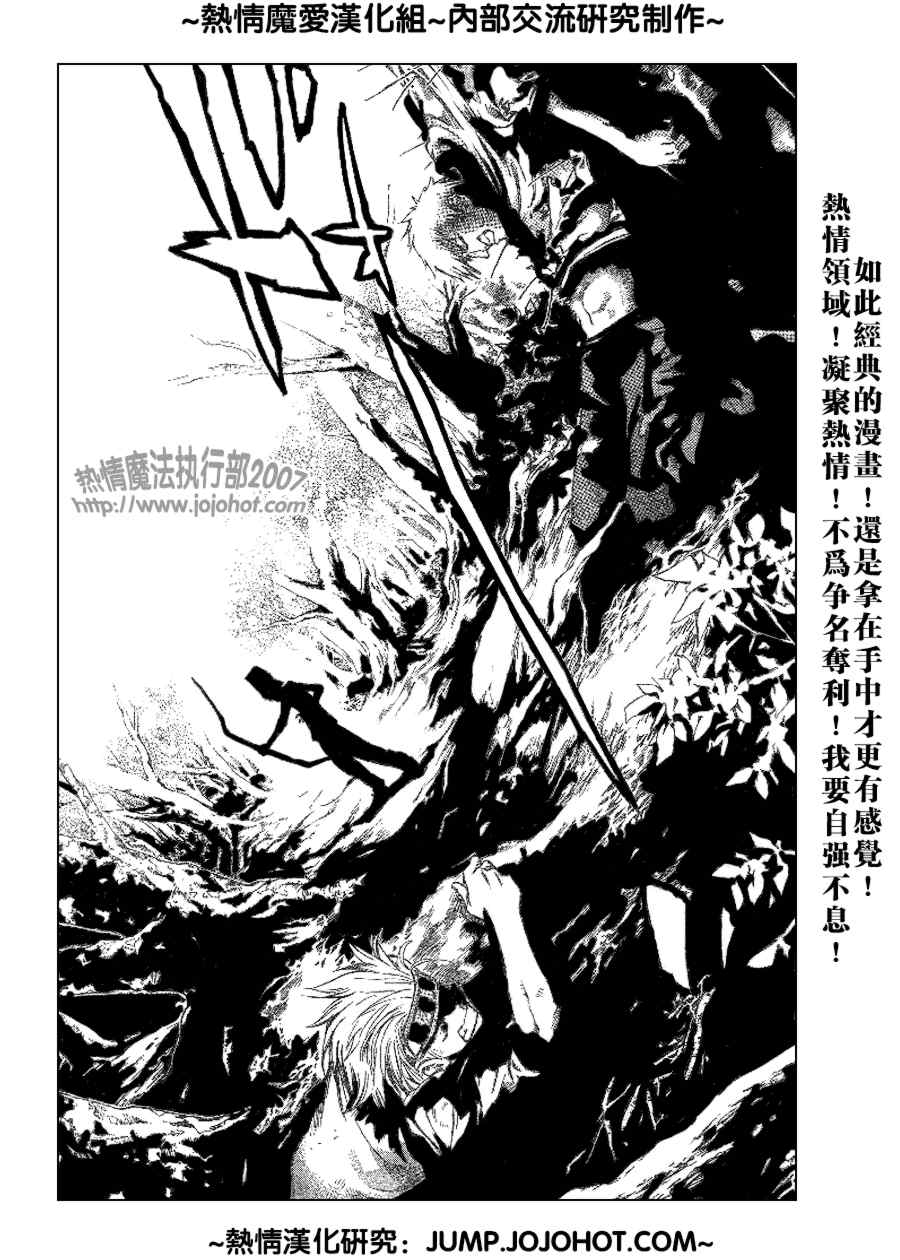 ~熱情魔愛漢化組~內部交流研究制作~
如此經典的漫畫！還是拿在手中才更有感覺！
熱情領域！凝聚熱情！不爲争名奪利！我要自强不息！
熱情魔法执行部2007
http://www.jojohot.com
~熱情漢化研究：JUMP.JOJOHOT.COM~